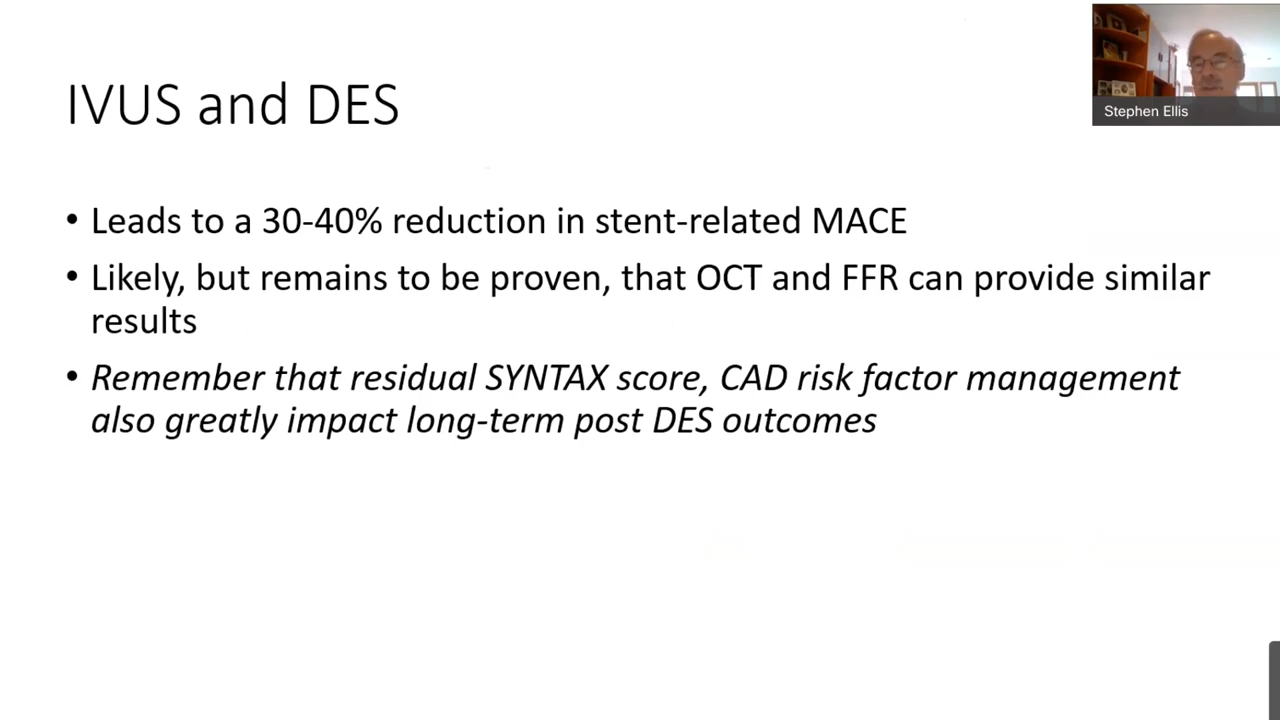 Stephen Ellis
IVUS and DES
• Leads to a 30-40% reduction in stent-related MACE
• Likely, but remains to be proven, that OCT and FFR can provide similar
results
• Remember that residual SYNTAX score, CAD risk factor management
also greatly impact long-term post DES outcomes